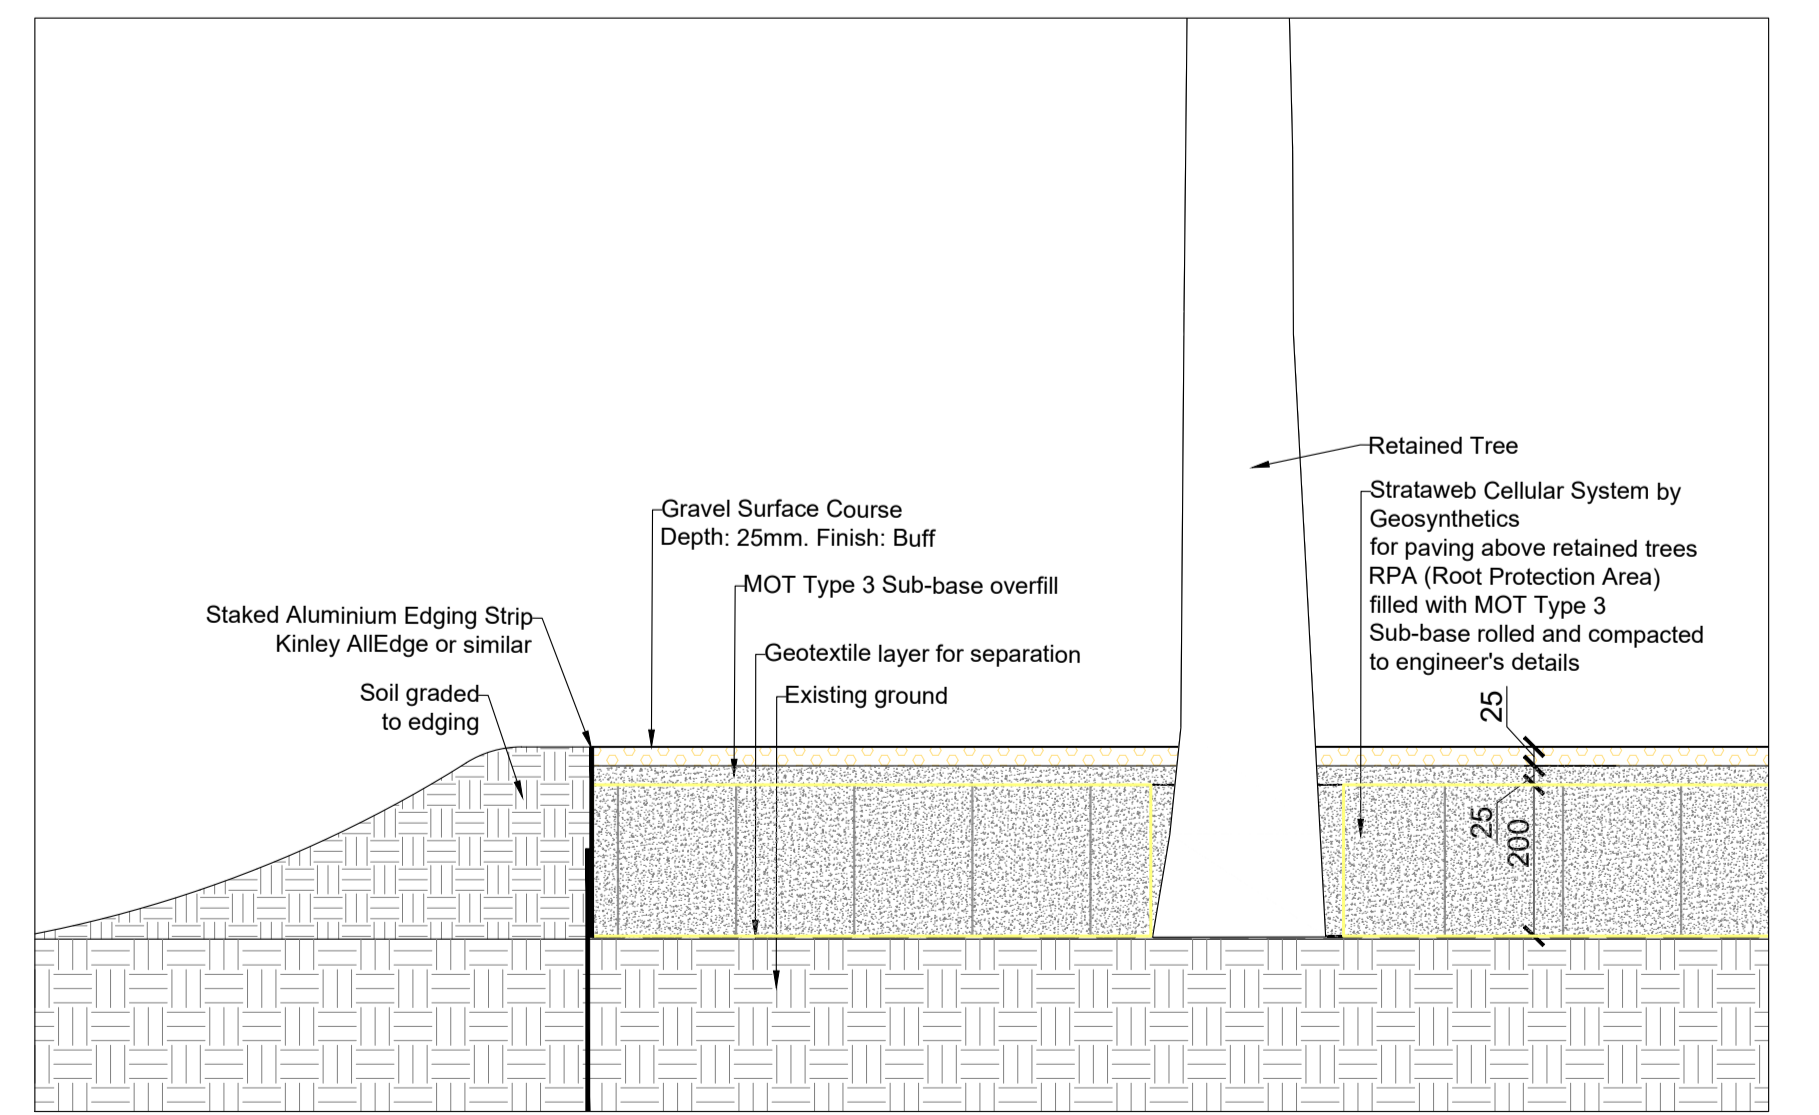 Retained Tree
Strataweb Cellular System by
Geosynthetics
for paving above retained trees
RPA (Root Protection Area)
filled with MOT Type 3
Sub-base rolled and compacted
to engineer's details
Gravel Surface Course
Depth: 25mm. Finish: Buff
MOT Type 3 Sub-base overfill
Staked Aluminium Edging Strip
Kinley AllEdge or similar
Geotextile layer for separation
Existing ground
Soil graded
to edging
25
25
200